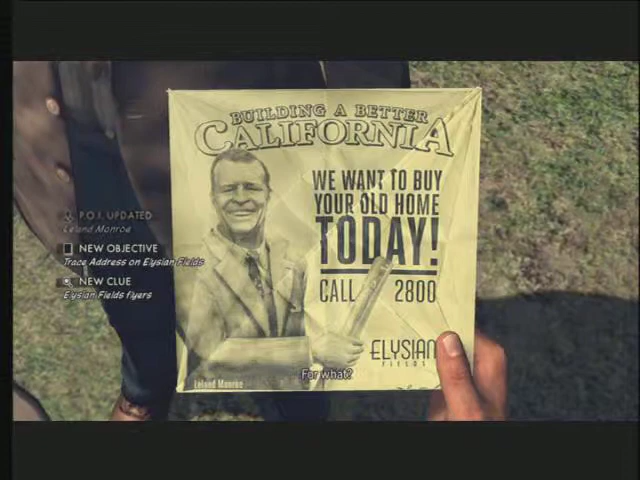 BUILDING A BETTER
CALIFORNIA
WE WANT TO BUY
YOUR OLD HOME
TODAY!
CALL 2800
ELYSIAN
FIELDS
Leland Monroe
P.O.I. UPDATED
Leland Monroe
NEW OBJECTIVE
Trace Address on Elysian Fields
NEW CLUE
Elysian Fields flyers
For what?